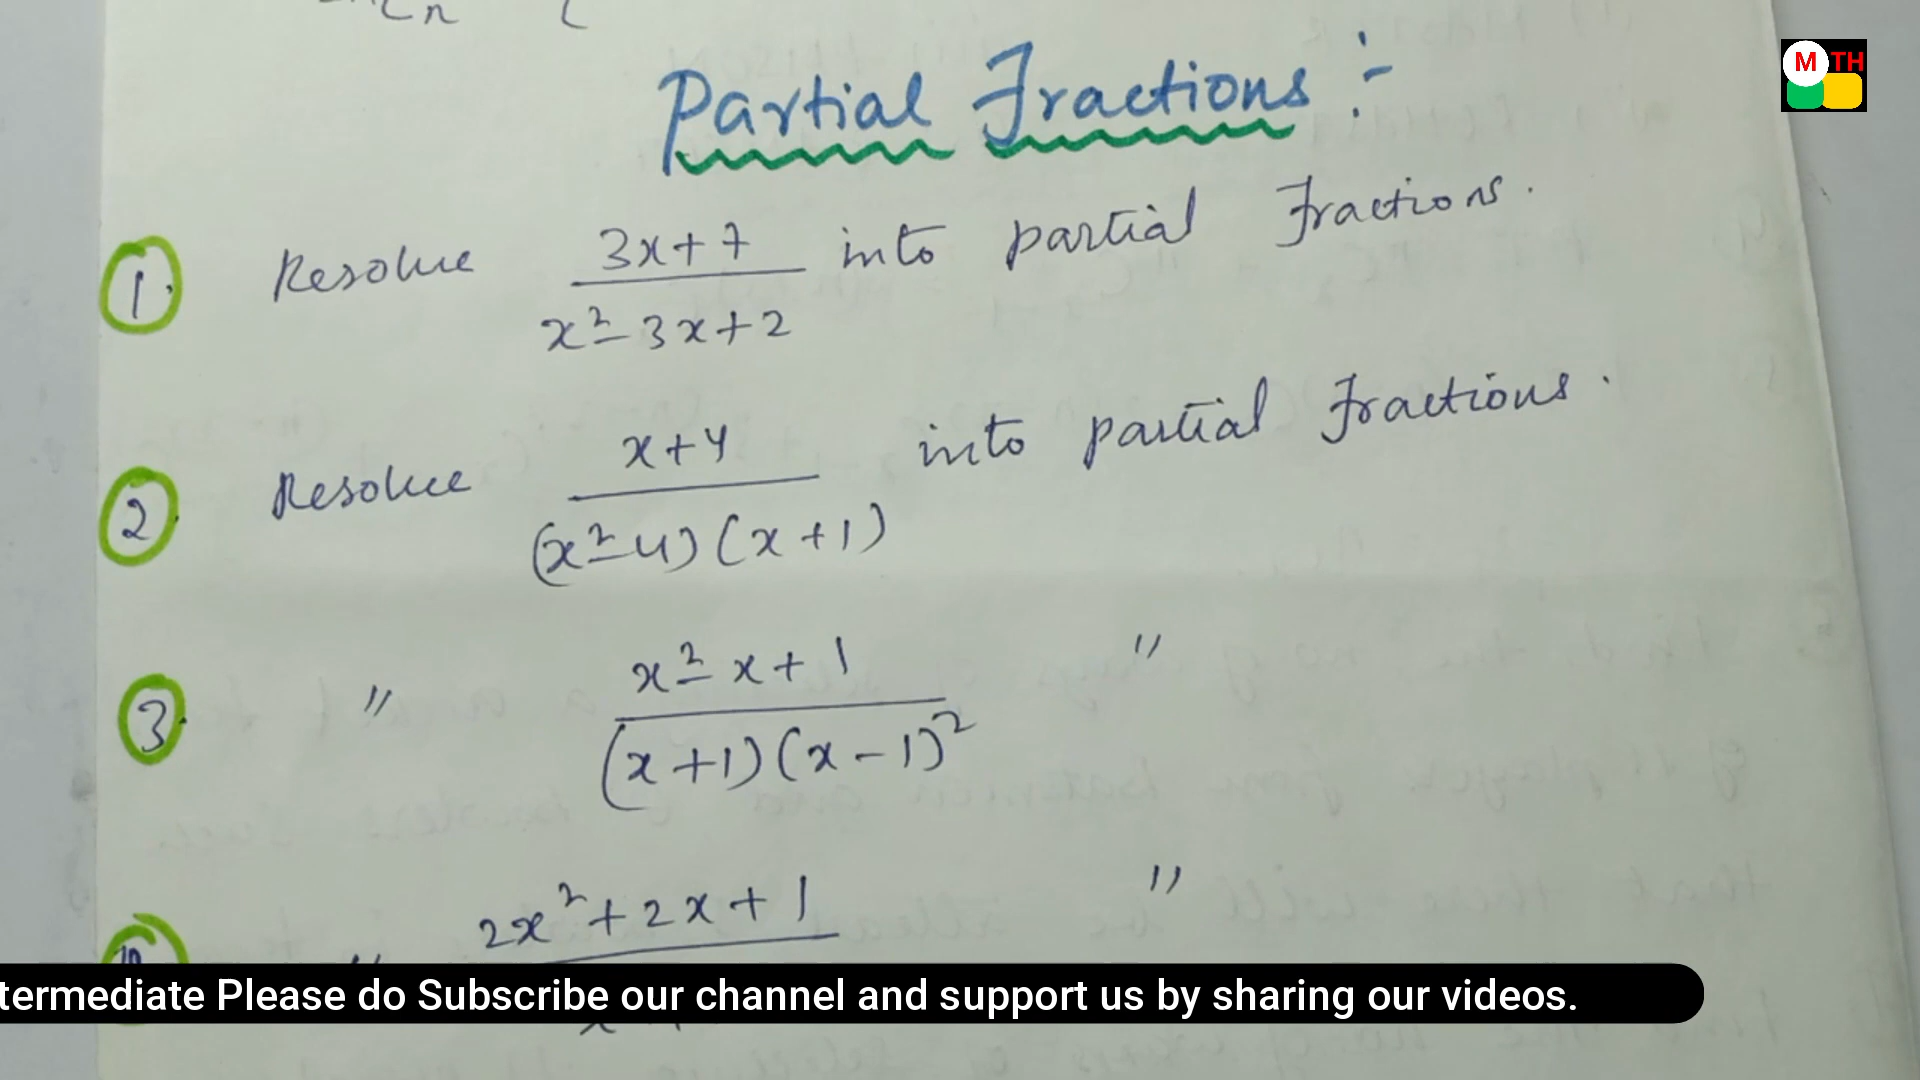 Partial Fractions :-
M TH
1. Resolve 3x+7 into partial fractions.
x²-3x+2
2. Resolve x+4 into partial fractions.
(x²-4)(x+1)
3. " x²-x+1 "
(x+1)(x-1)²
2x²+2x+1 "
termediate Please do Subscribe our channel and support us by sharing our videos.